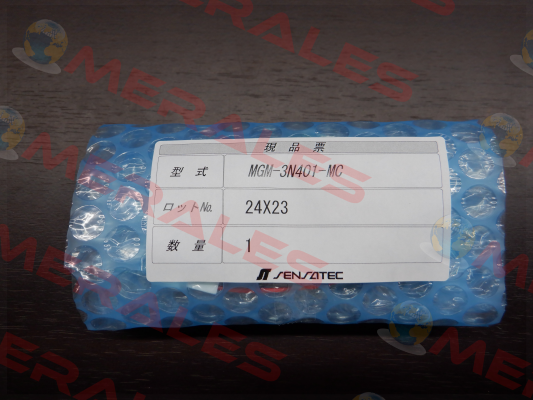 現品票
型式 MGM-3N401-MC
ロットNo. 24X23
数量 1
SENSATEC
MERALES
MERALES
MERALES
MERALES